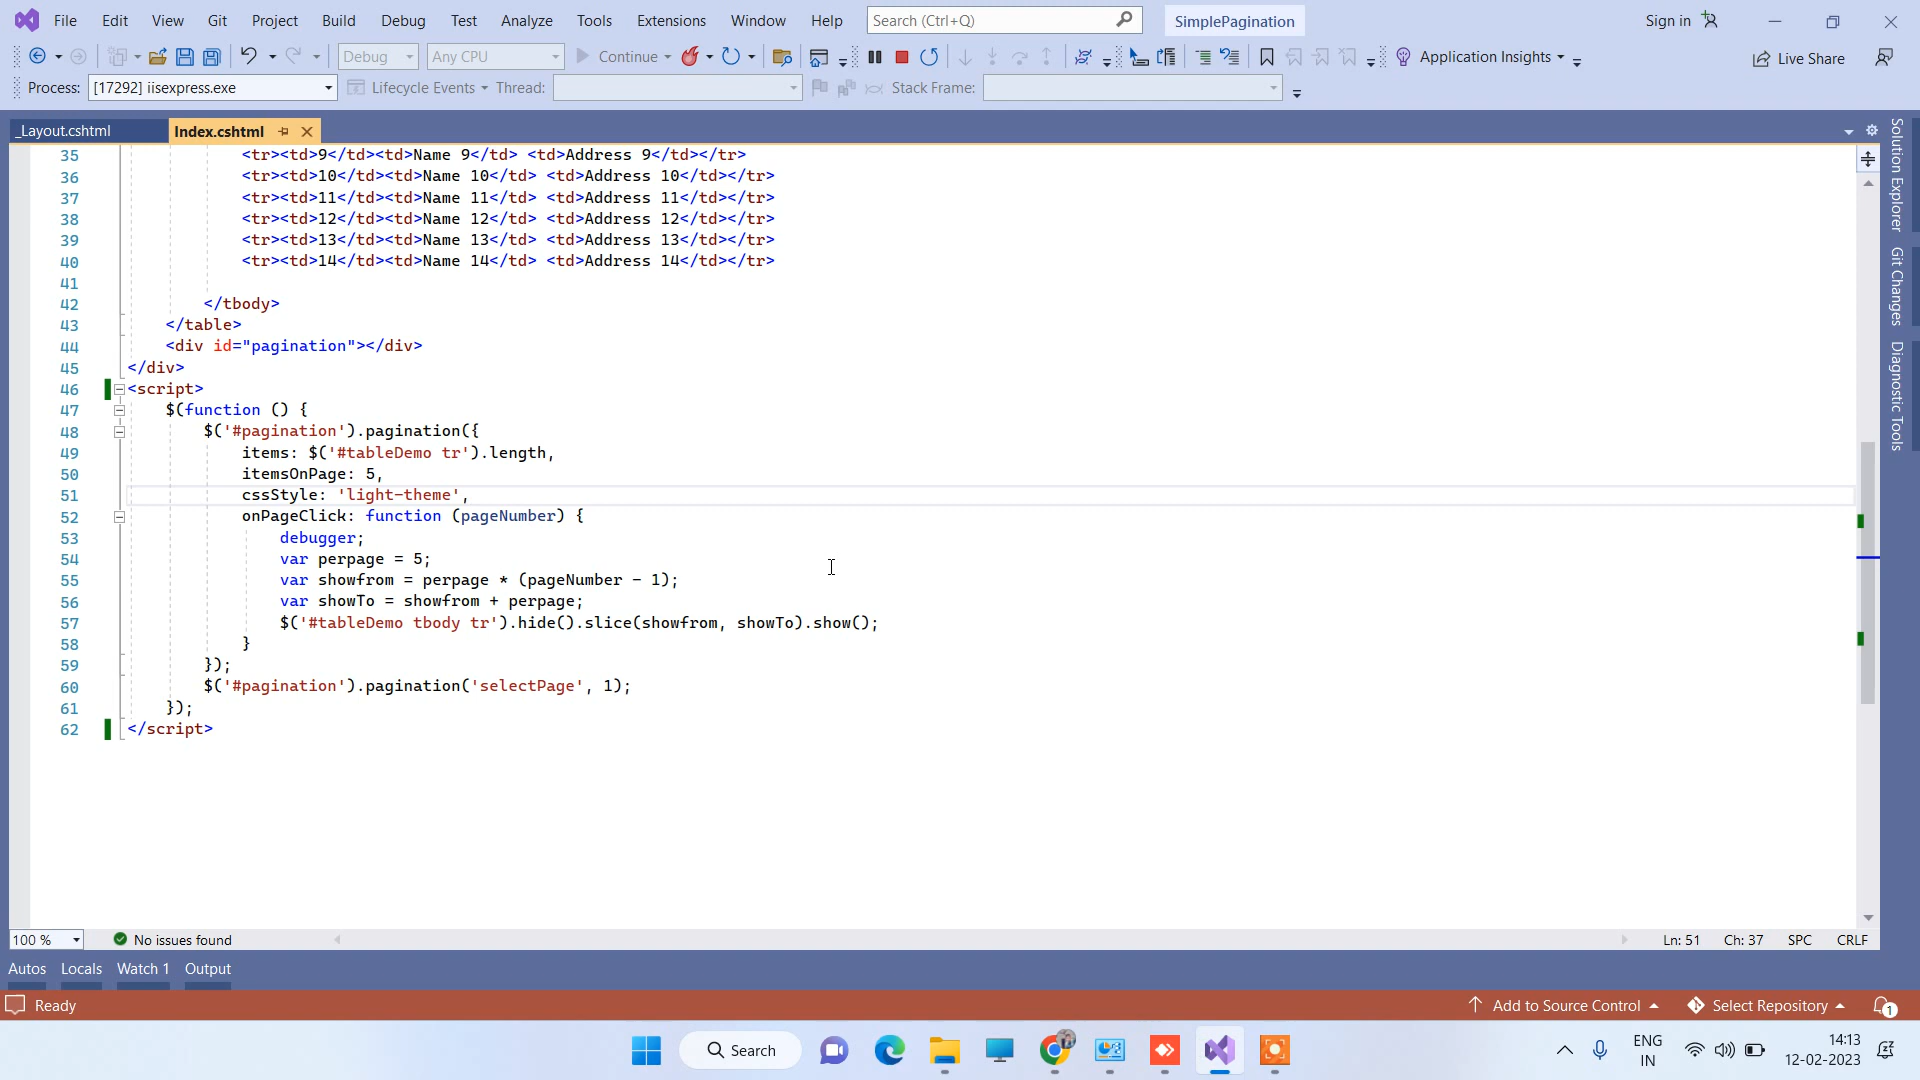 File Edit View Git Project Build Debug Test Analyze Tools Extensions Window Help Search (Ctrl+Q) SimplePagination Sign in
Debug Any CPU Continue Application Insights Live Share
Process: [17292] iisexpress.exe Lifecycle Events Thread: Stack Frame:
_Layout.cshtml Index.cshtml
35 <tr><td>9</td><td>Name 9</td> <td>Address 9</td></tr>
36 <tr><td>10</td><td>Name 10</td> <td>Address 10</td></tr>
37 <tr><td>11</td><td>Name 11</td> <td>Address 11</td></tr>
38 <tr><td>12</td><td>Name 12</td> <td>Address 12</td></tr>
39 <tr><td>13</td><td>Name 13</td> <td>Address 13</td></tr>
40 <tr><td>14</td><td>Name 14</td> <td>Address 14</td></tr>
41
42 </tbody>
43 </table>
44 <div id="pagination"></div>
45 </div>
46 <script>
47 $(function () {
48 $('#pagination').pagination({
49 items: $('#tableDemo tr').length,
50 itemsOnPage: 5,
51 cssStyle: 'light-theme',
52 onPageClick: function (pageNumber) {
53 debugger;
54 var perpage = 5;
55 var showfrom = perpage * (pageNumber - 1);
56 var showTo = showfrom + perpage;
57 $('#tableDemo tbody tr').hide().slice(showfrom, showTo).show();
58 }
59 });
60 $('#pagination').pagination('selectPage', 1);
61 });
62 </script>
Solution Explorer
Git Changes
Diagnostic Tools
100 % No issues found Ln: 51 Ch: 37 SPC CRLF
Autos Locals Watch 1 Output
Ready Add to Source Control Select Repository 1
Search ENG IN 14:13 12-02-2023